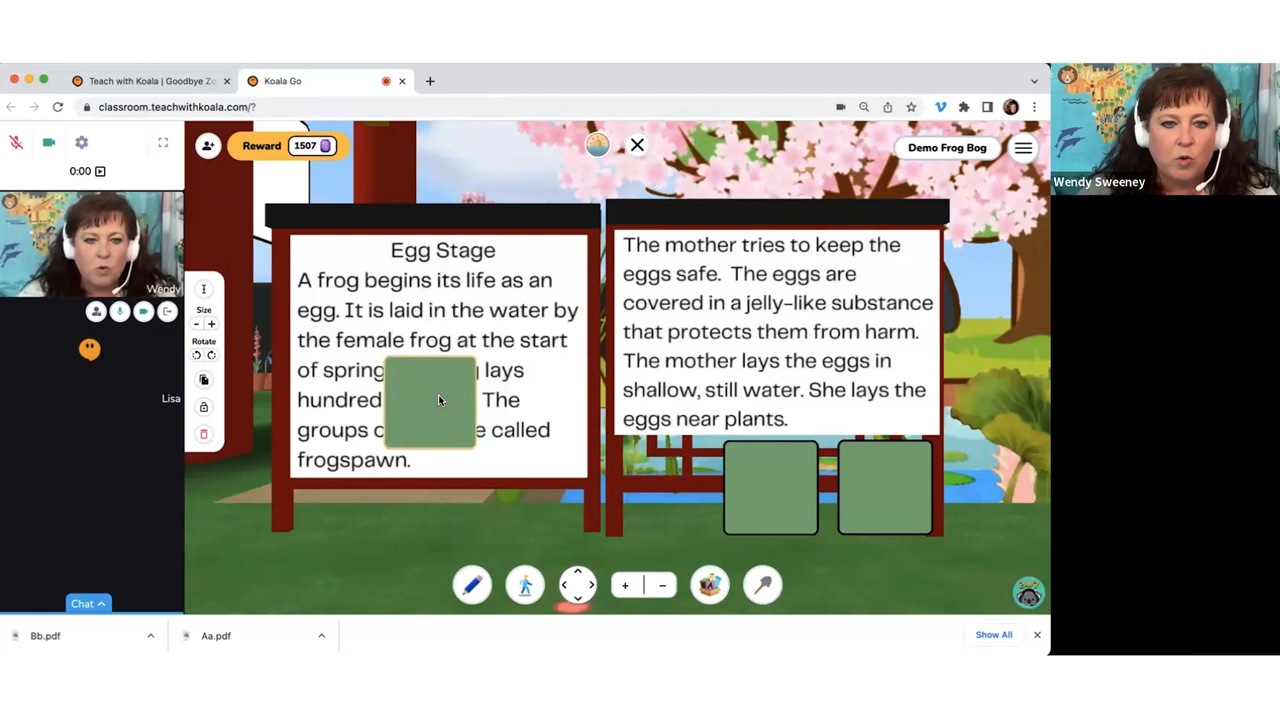 Teach with Koala | Goodbye Zo
Koala Go
classroom.teachwithkoala.com/?
Wendy Sweeney
0:00
Reward 1507
Demo Frog Bog
Wendy
Size
- +
Rotate
Lisa
Egg Stage
A frog begins its life as an
egg. It is laid in the water by
the female frog at the start
of spring lays
hundred The
groups called
frogspawn.
The mother tries to keep the
eggs safe. The eggs are
covered in a jelly-like substance
that protects them from harm.
The mother lays the eggs in
shallow, still water. She lays the
eggs near plants.
+ | -
Chat
Bb.pdf
Aa.pdf
Show All